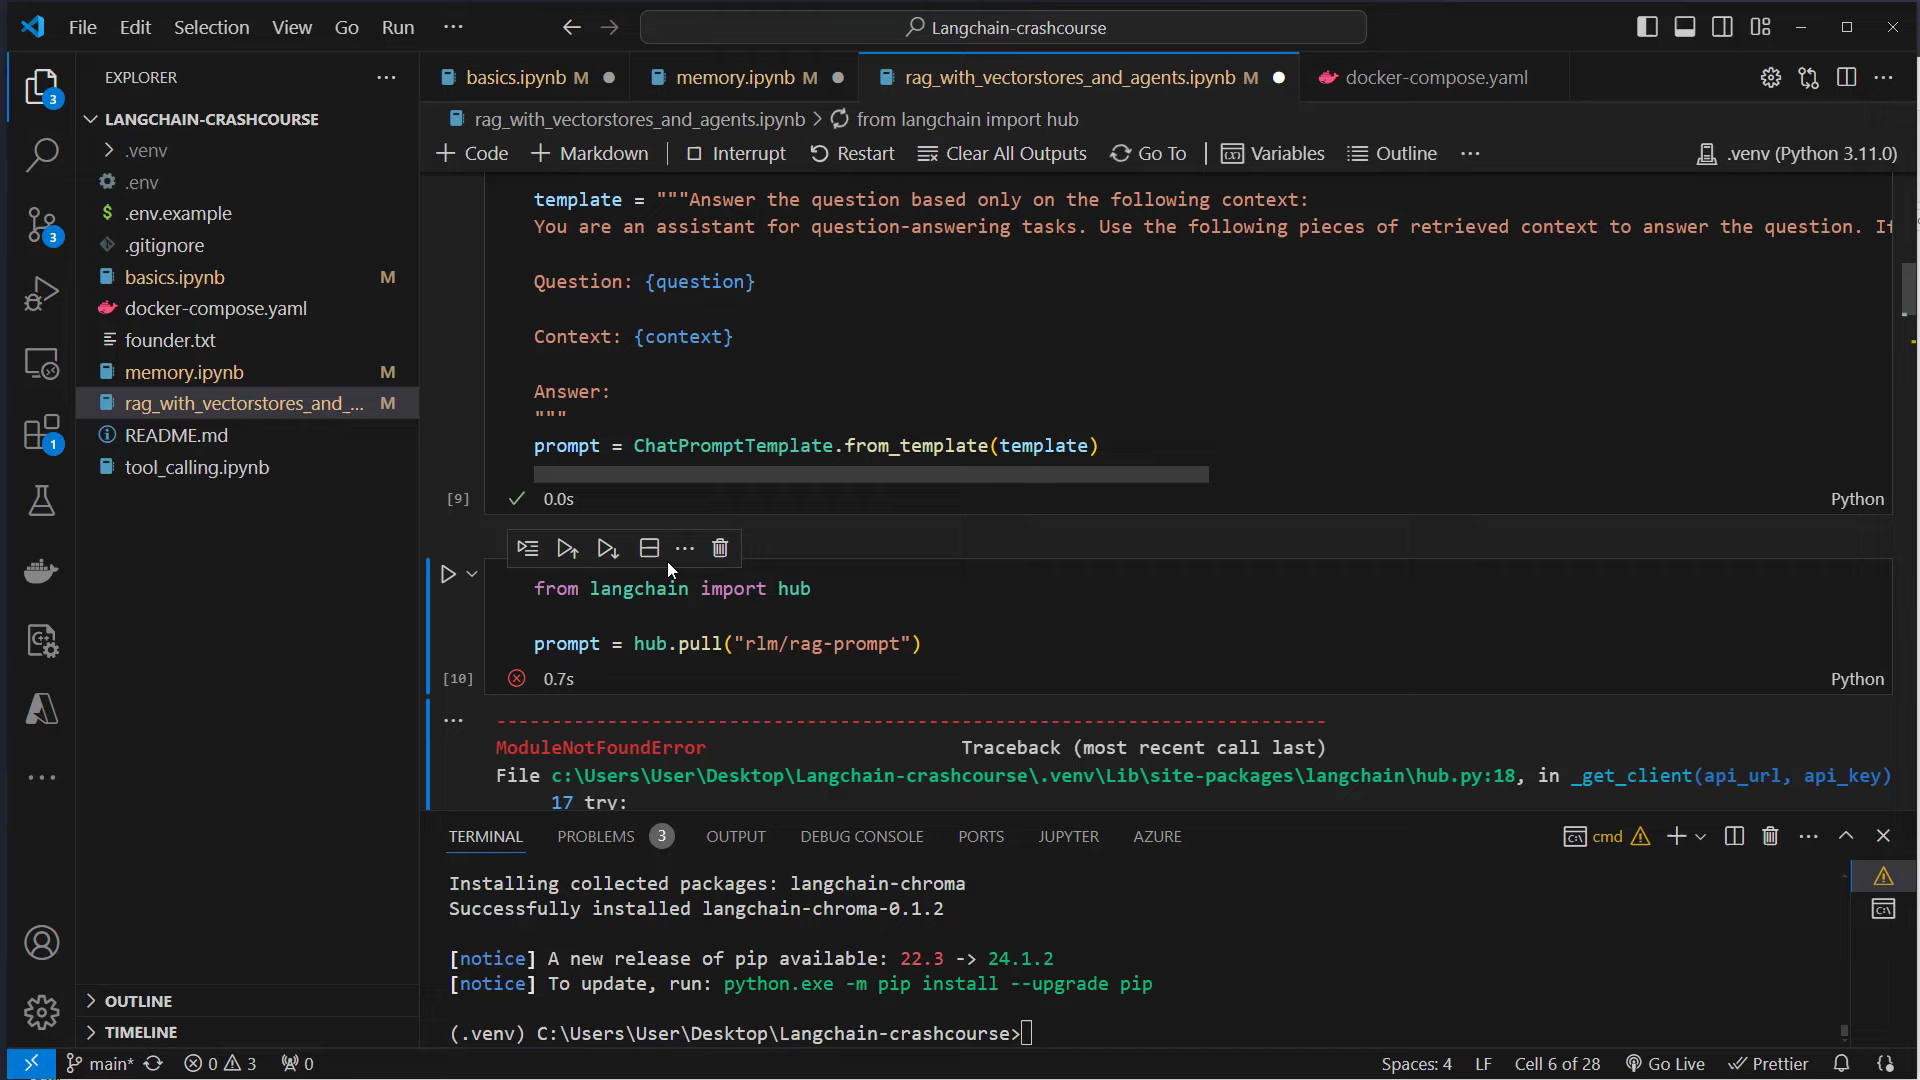 File Edit Selection View Go Run ···
Langchain-crashcourse
EXPLORER
LANGCHAIN-CRASHCOURSE
.venv
.env
.env.example
.gitignore
basics.ipynb M
docker-compose.yaml
founder.txt
memory.ipynb M
rag_with_vectorstores_and_... M
README.md
tool_calling.ipynb
OUTLINE
TIMELINE
3
3
1
basics.ipynb M
memory.ipynb M
rag_with_vectorstores_and_agents.ipynb M
docker-compose.yaml
rag_with_vectorstores_and_agents.ipynb > from langchain import hub
+ Code + Markdown | Interrupt Restart Clear All Outputs Go To | Variables Outline ··· .venv (Python 3.11.0)
template = """Answer the question based only on the following context:
You are an assistant for question-answering tasks. Use the following pieces of retrieved context to answer the question. If
Question: {question}
Context: {context}
Answer:
"""
prompt = ChatPromptTemplate.from_template(template)
[9] 0.0s Python
from langchain import hub
prompt = hub.pull("rlm/rag-prompt")
[10] 0.7s Python
---------------------------------------------------------------------------
ModuleNotFoundError Traceback (most recent call last)
File c:\Users\User\Desktop\Langchain-crashcourse\.venv\Lib\site-packages\langchain\hub.py:18, in _get_client(api_url, api_key)
17 try:
TERMINAL PROBLEMS 3 OUTPUT DEBUG CONSOLE PORTS JUPYTER AZURE cmd
Installing collected packages: langchain-chroma
Successfully installed langchain-chroma-0.1.2
[notice] A new release of pip available: 22.3 -> 24.1.2
[notice] To update, run: python.exe -m pip install --upgrade pip
(.venv) C:\Users\User\Desktop\Langchain-crashcourse>
main* 0 3 0 Spaces: 4 LF Cell 6 of 28 Go Live Prettier